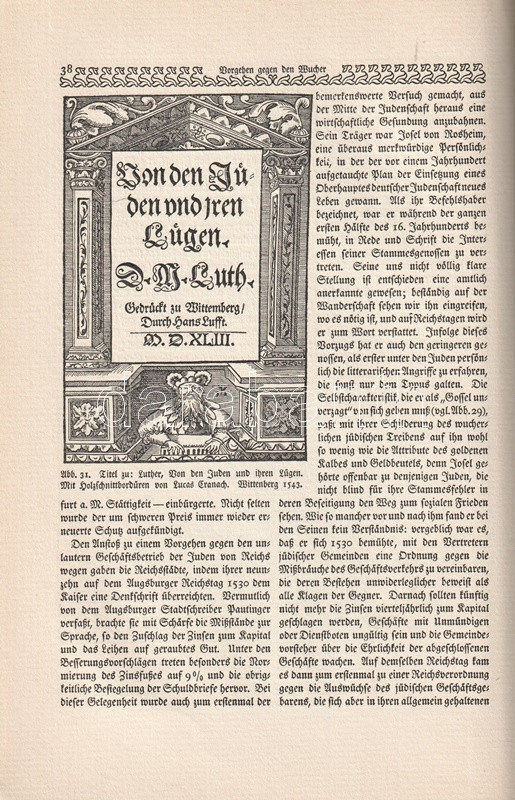 38
Vorgehen gegen den Wucher
Von den Jü-
den vnd jren
Lügen.
D. M. Luth.
Gedrückt zu Wittemberg/
Durch Hans Lufft.
M. D. XLIII.
Abb. 31. Titel zu: Luther, Von den Juden und ihren Lügen.
Mit Holzschnittbordüren von Lucas Cranach. Wittenberg 1543.
furt a. M. Stättigkeit — einbürgerte. Nicht selten
wurde der um schweren Preis immer wieder er-
neuerte Schutz aufgekündigt.
Den Anstoß zu einem Vorgehen gegen den un-
lautern Geschäftsbetrieb der Juden von Reichs
wegen gaben die Reichsstädte, indem ihrer neun-
zehn auf dem Augsburger Reichstag 1530 dem
Kaiser eine Denkschrift überreichten. Vermutlich
von dem Augsburger Stadtschreiber Pautinger
verfaßt, brachte sie mit Schärfe die Mißstände zur
Sprache, so den Zuschlag der Zinsen zum Kapital
und das Leihen auf geraubtes Gut. Unter den
Besserungsvorschlägen treten besonders die Nor-
mierung des Zinsfußes auf 9% und die obrig-
keitliche Besiegelung der Schuldbriefe hervor. Bei
dieser Gelegenheit wurde auch zum erstenmal der
bemerkenswerte Versuch gemacht, aus
der Mitte der Judenschaft heraus eine
wirtschaftliche Gesundung anzubahnen.
Sein Träger war Josel von Rosheim,
eine überaus merkwürdige Persönlich-
keit, in der der vor einem Jahrhundert
aufgetauchte Plan der Einsetzung eines
Oberhauptes deutscher Judenschaft neues
Leben gewann. Als ihr Befehlshaber
bezeichnet, war er während der ganzen
ersten Hälfte des 16. Jahrhunderts be-
müht, in Rede und Schrift die Inter-
essen seiner Stammesgenossen zu ver-
treten. Seine uns nicht völlig klare
Stellung ist entschieden eine amtlich
anerkannte gewesen; beständig auf der
Wanderschaft sehen wir ihn eingreifen,
wo es nötig ist, und auf Reichstagen wird
er zum Wort verstattet. Infolge dieses
Vorzugs hat er auch den geringeren ge-
nossen, als erster unter den Juden persön-
lich die litterarischen Angriffe zu erfahren,
die sonst nur dem Typus galten. Die
Selbstcharakteristik, die er als „Gossel un-
verzagt" von sich geben muß (vgl. Abb. 29),
paßt mit ihrer Schilderung des wucher-
lichen jüdischen Treibens auf ihn wohl
so wenig wie die Attribute des goldenen
Kalbes und Geldbeutels, denn Josel ge-
hörte offenbar zu denjenigen Juden, die
nicht blind für ihre Stammesfehler in
deren Beseitigung den Weg zum sozialen Frieden
sehen. Wie so mancher vor und nach ihm fand er bei
den Seinen kein Verständnis: vergeblich war es,
daß er sich 1530 bemühte, mit den Vertretern
jüdischer Gemeinden eine Ordnung gegen die
Mißbräuche des Geschäftsverkehrs zu vereinbaren,
die deren Bestehen unwiderleglicher beweist als
alle Klagen der Gegner. Darnach sollten künftig
nicht mehr die Zinsen vierteljährlich zum Kapital
geschlagen werden, Geschäfte mit Unmündigen
oder Dienstboten ungültig sein und die Gemeinde-
vorsteher über die Ehrlichkeit der abgeschlossenen
Geschäfte wachen. Auf demselben Reichstag kam
es dann zum erstenmal zu einer Reichsverordnung
gegen die Auswüchse des jüdischen Geschäftsge-
barens, die sich aber in ihren allgemein gehaltenen